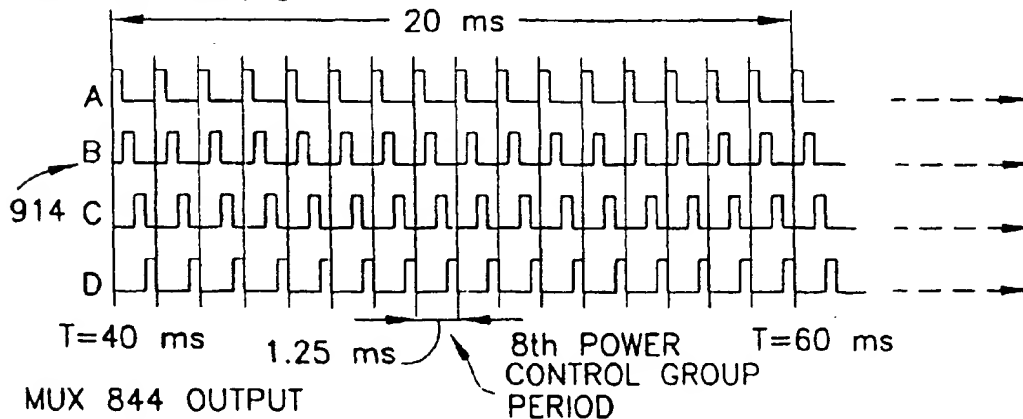 20 ms
A
B
914
C
D
T=40 ms
1.25 ms
8th POWER
CONTROL GROUP
PERIOD
T=60 ms
MUX 844 OUTPUT